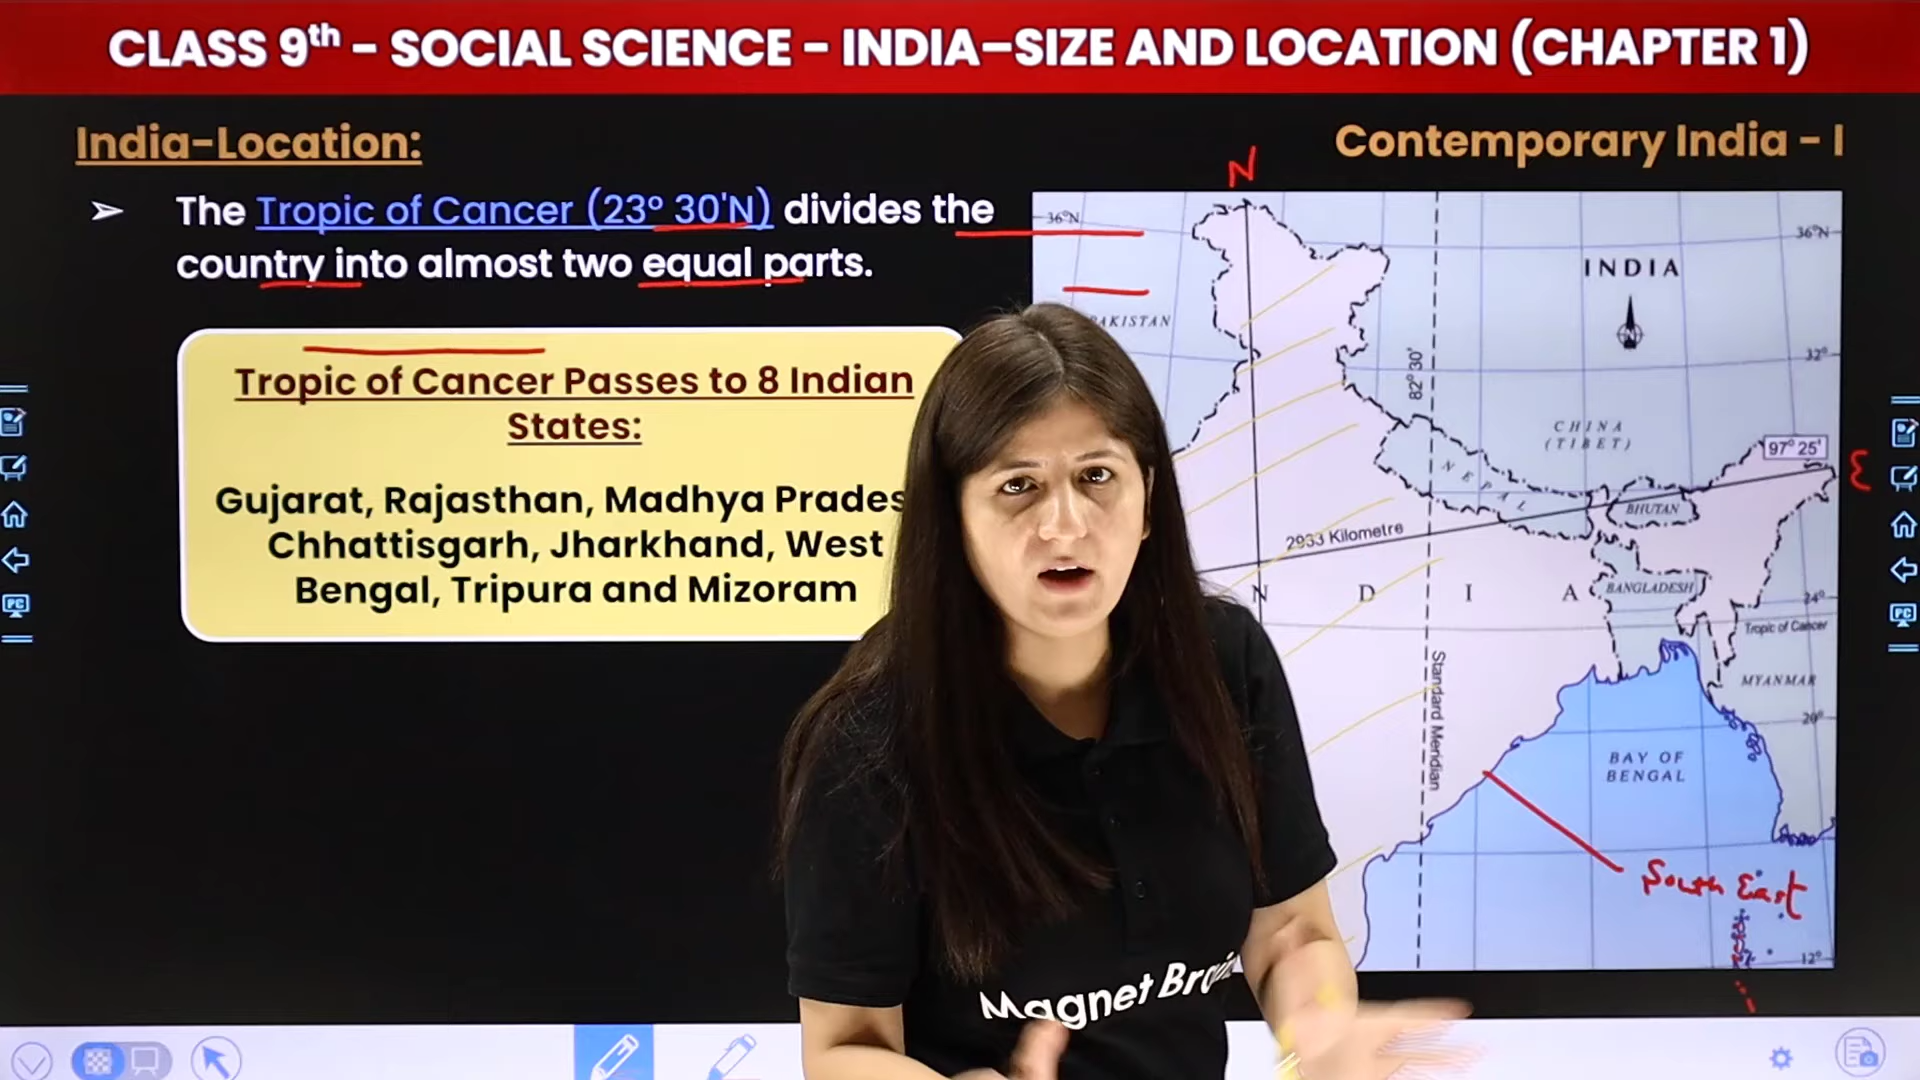 CLASS 9th - SOCIAL SCIENCE - INDIA–SIZE AND LOCATION (CHAPTER 1)
India-Location:
Contemporary India - I
N
➢ The Tropic of Cancer (23° 30'N) divides the
country into almost two equal parts.
Tropic of Cancer Passes to 8 Indian
States:
Gujarat, Rajasthan, Madhya Prades
Chhattisgarh, Jharkhand, West
Bengal, Tripura and Mizoram
36°N
36°N
INDIA
N
PAKISTAN
32°
82° 30'
CHINA
(TIBET)
97° 25'
E
NEPAL
BHUTAN
2933 Kilometre
N D I A
BANGLADESH
24°
Tropic of Cancer
Standard Meridian
MYANMAR
20°
BAY OF
BENGAL
South East
12°
Magnet Brain
PC
PC